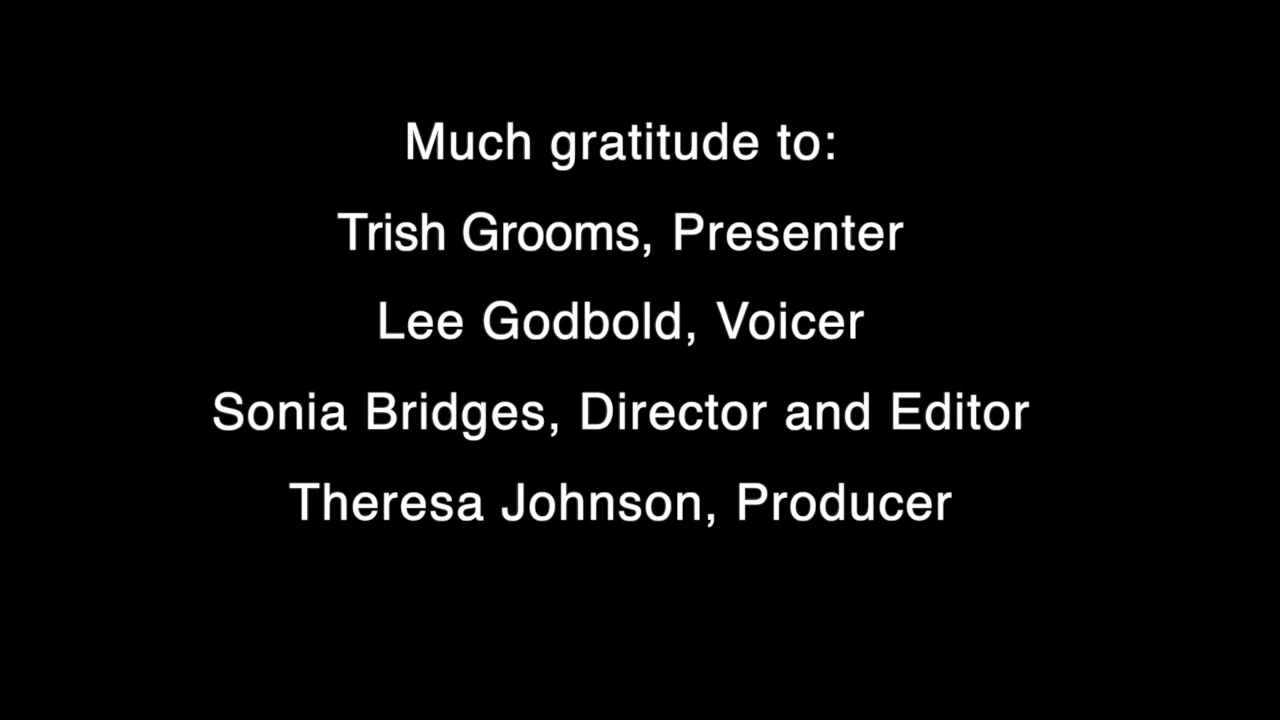 Much gratitude to:
Trish Grooms, Presenter
Lee Godbold, Voicer
Sonia Bridges, Director and Editor
Theresa Johnson, Producer